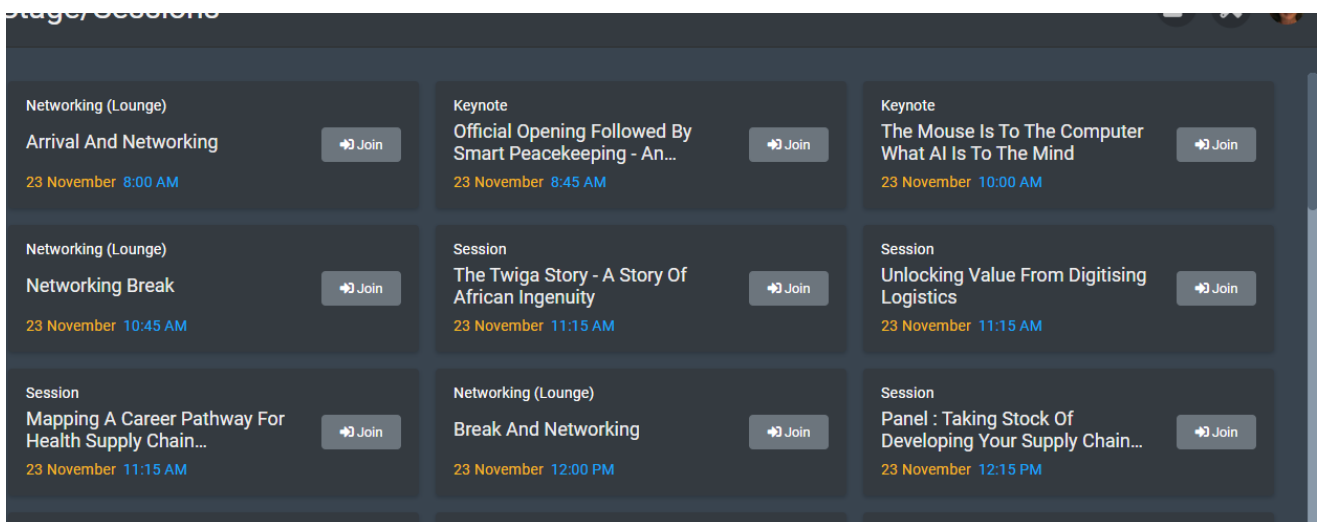 Stage/Sessions
Networking (Lounge)
Arrival And Networking
Join
23 November 8:00 AM
Keynote
Official Opening Followed By
Smart Peacekeeping - An...
Join
23 November 8:45 AM
Keynote
The Mouse Is To The Computer
What AI Is To The Mind
Join
23 November 10:00 AM
Networking (Lounge)
Networking Break
Join
23 November 10:45 AM
Session
The Twiga Story - A Story Of
African Ingenuity
Join
23 November 11:15 AM
Session
Unlocking Value From Digitising
Logistics
Join
23 November 11:15 AM
Session
Mapping A Career Pathway For
Health Supply Chain...
Join
23 November 11:15 AM
Networking (Lounge)
Break And Networking
Join
23 November 12:00 PM
Session
Panel : Taking Stock Of
Developing Your Supply Chain...
Join
23 November 12:15 PM